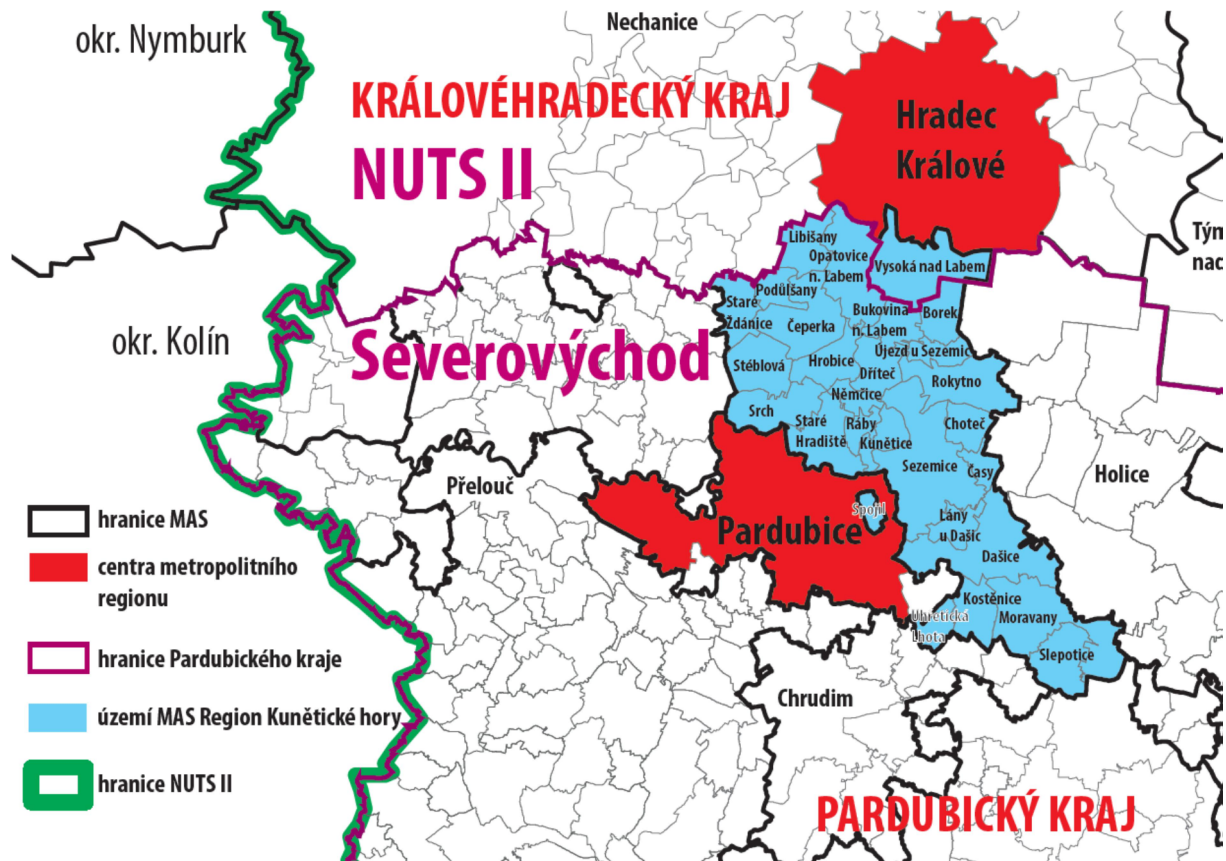 Nechanice
okr. Nymburk
KRÁLOVÉHRADECKÝ KRAJ
NUTS II
Hradec
Králové
Týn
nac
Libišany
Opatovice
n. Labem
Vysoká nad Labem
Podůlšany
Staré
Ždánice
Čeperka
Bukovina
n. Labem
Borek
okr. Kolín
Severovýchod
Stéblová
Hrobice
Újezd u Sezemic
Dříteč
Rokytno
Němčice
Srch
Staré
Hradiště
Ráby
Kunětice
Choteč
Sezemice
Časy
Holice
Přelouč
Spojil
Pardubice
Lány
u Dašic
Dašice
Kostěnice
Moravany
Úhřetická
Lhota
Slepotice
Chrudim
PARDUBICKÝ KRAJ
hranice MAS
centra metropolitního
regionu
hranice Pardubického kraje
území MAS Region Kunětické hory
hranice NUTS II